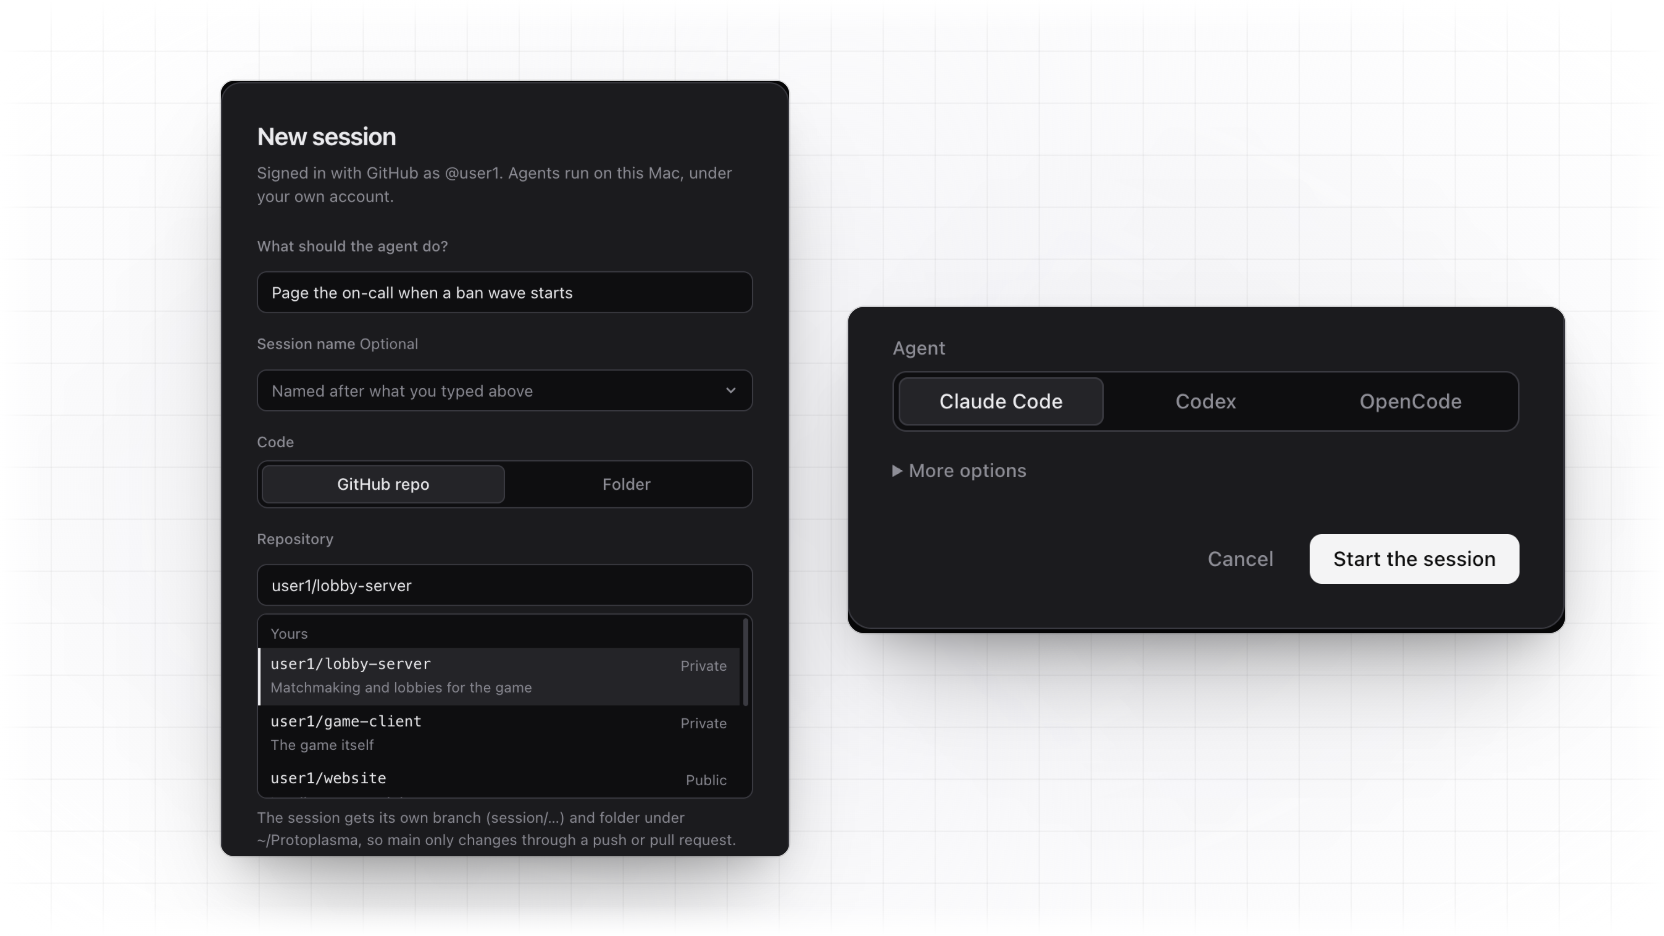 New session
Signed in with GitHub as @user1. Agents run on this Mac, under
your own account.
What should the agent do?
Page the on-call when a ban wave starts
Session name Optional
Named after what you typed above
Code
GitHub repo Folder
Repository
user1/lobby-server
Yours
user1/lobby-server Private
Matchmaking and lobbies for the game
user1/game-client Private
The game itself
user1/website Public
The session gets its own branch (session/...) and folder under
~/Protoplasma, so main only changes through a push or pull request.
Agent
Claude Code Codex OpenCode
More options
Cancel Start the session